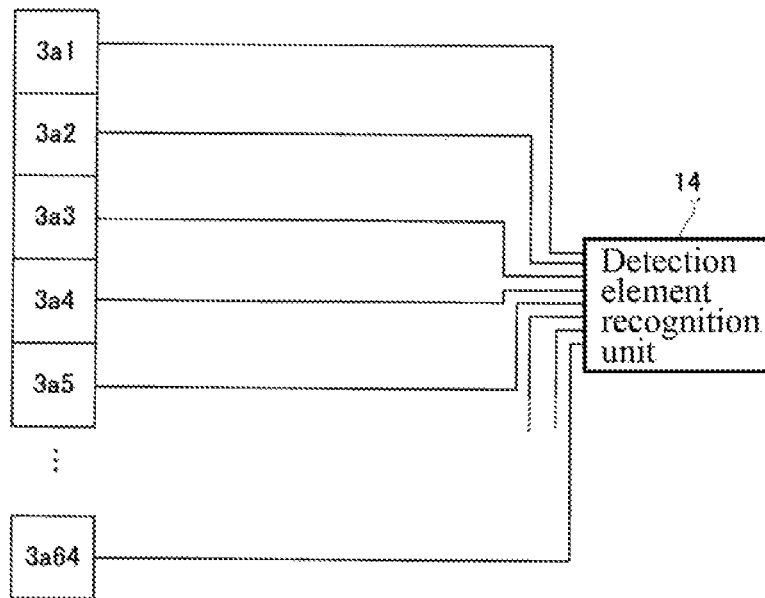 3a1
3a2
3a3
3a4
3a5
⋮
3a64
14
Detection
element
recognition
unit